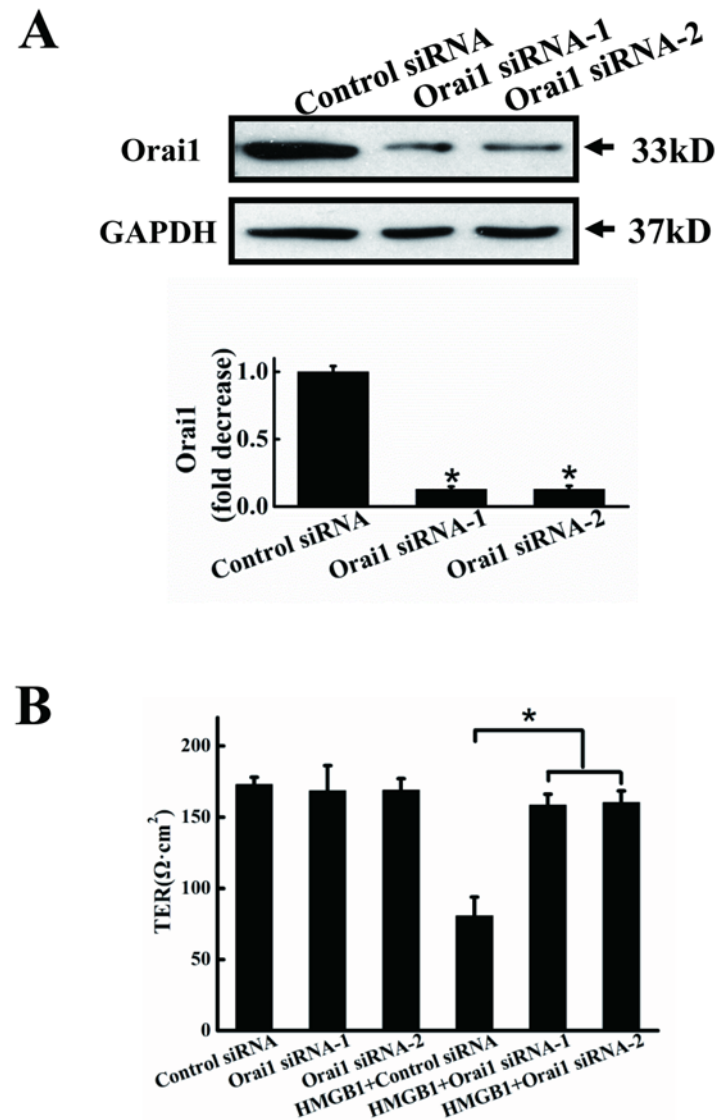 A
Control siRNA
Orai1 siRNA-1
Orai1 siRNA-2
Orai1
33kD
GAPDH
37kD
Orai1
(fold decrease)
1.0
0.5
0.0
*
*
Control siRNA
Orai1 siRNA-1
Orai1 siRNA-2
B
TER(Ω·cm²)
200
150
100
50
0
*
Control siRNA
Orai1 siRNA-1
Orai1 siRNA-2
HMGB1+Control siRNA
HMGB1+Orai1 siRNA-1
HMGB1+Orai1 siRNA-2